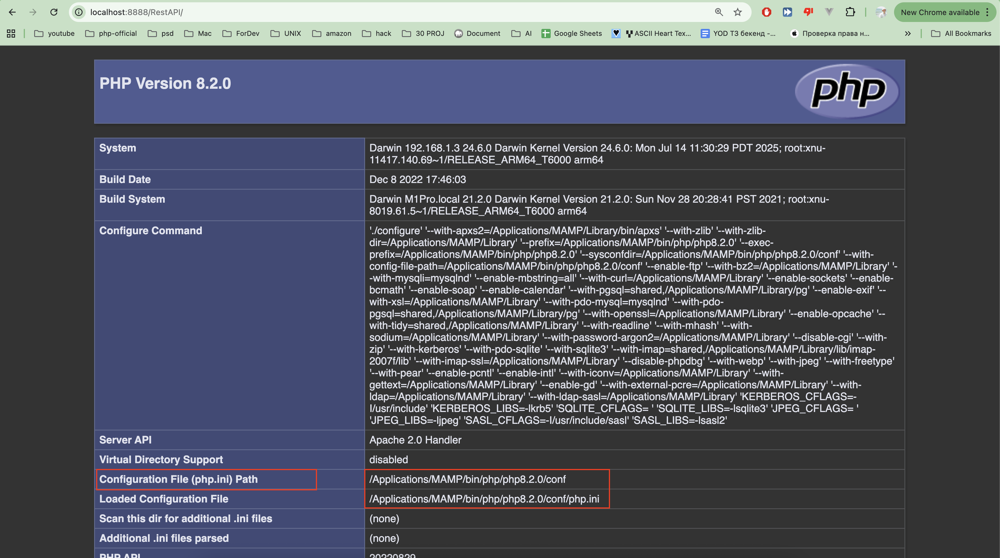 localhost:8888/RestAPI/
New Chrome available
youtube php-official psd Mac ForDev UNIX amazon hack 30 PROJ Document AI Google Sheets ASCII Heart Tex... YOD ТЗ бекенд -... Проверка права н... » All Bookmarks
PHP Version 8.2.0
php
System
Darwin 192.168.1.3 24.6.0 Darwin Kernel Version 24.6.0: Mon Jul 14 11:30:29 PDT 2025; root:xnu-
11417.140.69~1/RELEASE_ARM64_T6000 arm64
Build Date
Dec 8 2022 17:46:03
Build System
Darwin M1Pro.local 21.2.0 Darwin Kernel Version 21.2.0: Sun Nov 28 20:28:41 PST 2021; root:xnu-
8019.61.5~1/RELEASE_ARM64_T6000 arm64
Configure Command
'./configure' '--with-apxs2=/Applications/MAMP/Library/bin/apxs' '--with-zlib' '--with-zlib-
dir=/Applications/MAMP/Library' '--prefix=/Applications/MAMP/bin/php/php8.2.0' '--exec-
prefix=/Applications/MAMP/bin/php/php8.2.0' '--sysconfdir=/Applications/MAMP/bin/php/php8.2.0/conf' '--with-
config-file-path=/Applications/MAMP/bin/php/php8.2.0/conf' '--enable-ftp' '--with-bz2=/Applications/MAMP/Library' '-
-with-mysqli=mysqlnd' '--enable-mbstring=all' '--with-curl=/Applications/MAMP/Library' '--enable-sockets' '--enable-
bcmath' '--enable-soap' '--enable-calendar' '--with-pgsql=shared,/Applications/MAMP/Library/pg' '--enable-exif' '--
with-xsl=/Applications/MAMP/Library' '--with-pdo-mysql=mysqlnd' '--with-pdo-
pgsql=shared,/Applications/MAMP/Library/pg' '--with-openssl=/Applications/MAMP/Library' '--enable-opcache' '--
with-tidy=shared,/Applications/MAMP/Library' '--with-readline' '--with-mhash' '--with-
sodium=/Applications/MAMP/Library' '--with-password-argon2=/Applications/MAMP/Library' '--disable-cgi' '--with-
zip' '--with-kerberos' '--with-pdo-sqlite' '--with-sqlite3' '--with-imap=shared,/Applications/MAMP/Library/lib/imap-
2007f/lib' '--with-imap-ssl=/Applications/MAMP/Library' '--disable-phpdbg' '--with-webp' '--with-jpeg' '--with-freetype'
'--with-pear' '--enable-pcntl' '--enable-intl' '--with-iconv=/Applications/MAMP/Library' '--with-
gettext=/Applications/MAMP/Library' '--enable-gd' '--with-external-pcre=/Applications/MAMP/Library' '--with-
ldap=/Applications/MAMP/Library' '--with-ldap-sasl=/Applications/MAMP/Library' 'KERBEROS_CFLAGS=-
I/usr/include' 'KERBEROS_LIBS=-lkrb5' 'SQLITE_CFLAGS= ' 'SQLITE_LIBS=-lsqlite3' 'JPEG_CFLAGS= '
'JPEG_LIBS=-ljpeg' 'SASL_CFLAGS=-I/usr/include/sasl' 'SASL_LIBS=-lsasl2'
Server API
Apache 2.0 Handler
Virtual Directory Support
disabled
Configuration File (php.ini) Path
/Applications/MAMP/bin/php/php8.2.0/conf
Loaded Configuration File
/Applications/MAMP/bin/php/php8.2.0/conf/php.ini
Scan this dir for additional .ini files
(none)
Additional .ini files parsed
(none)
PHP API
20220829